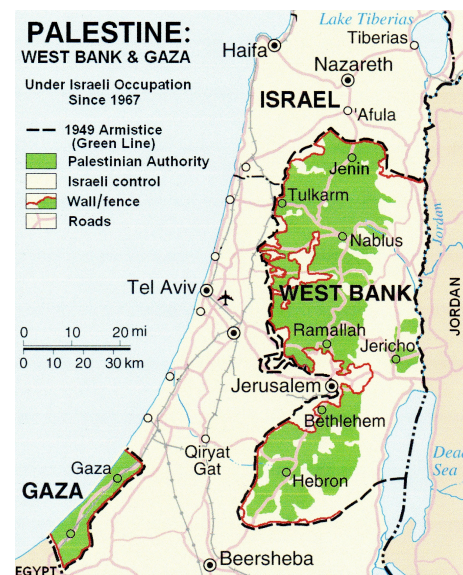 PALESTINE:
WEST BANK & GAZA
Under Israeli Occupation
Since 1967
1949 Armistice
(Green Line)
Palestinian Authority
Israeli control
Wall/fence
Roads
Lake Tiberias
Haifa
Tiberias
Nazareth
ISRAEL
'Afula
Jenin
Tulkarm
Nablus
Jordan
Tel Aviv
WEST BANK
JORDAN
0 10 20 mi
0 10 20 30 km
Ramallah
Jericho
Jerusalem
Bethlehem
Qiryat
Gat
Dead
Sea
Gaza
GAZA
Hebron
Beersheba
EGYPT